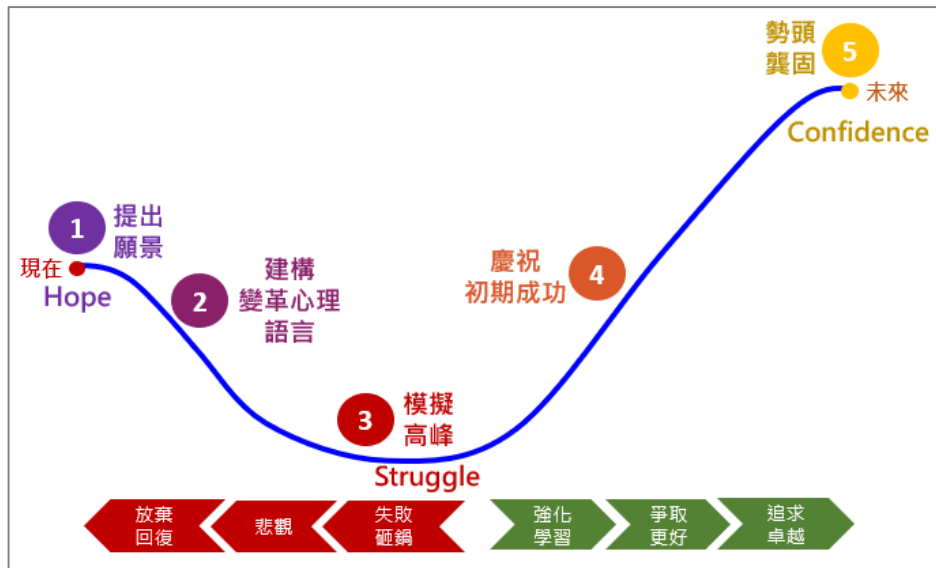 勢頭
龔固
5
未來
Confidence
1
提出
願景
現在
Hope
2
建構
變革心理
語言
慶祝
初期成功
4
3
模擬
高峰
Struggle
放棄
回復
悲觀
失敗
砸鍋
強化
學習
爭取
更好
追求
卓越